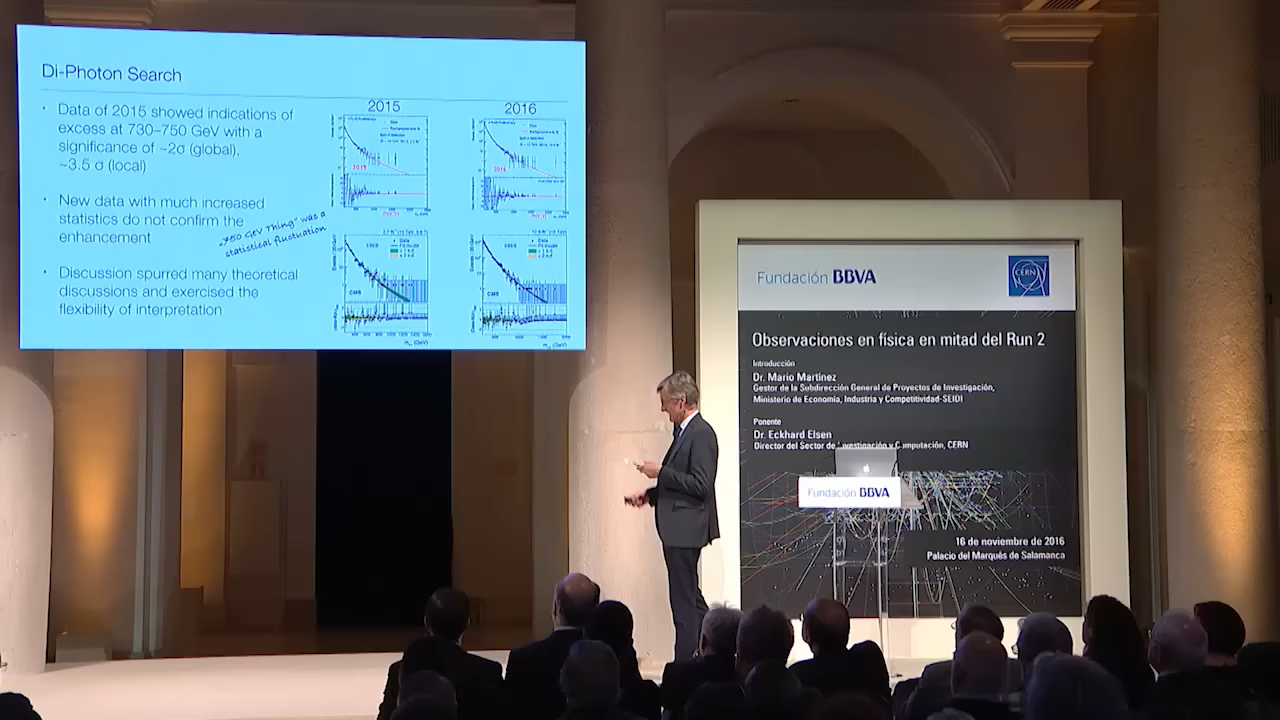 Di-Photon Search
• Data of 2015 showed indications of
excess at 730–750 GeV with a
significance of ~2σ (global),
~3.5 σ (local)
• New data with much increased
statistics do not confirm the
enhancement
„750 GeV Thing" was a
statistical fluctuation
• Discussion spurred many theoretical
discussions and exercised the
flexibility of interpretation
2015
2016
2015
2016
CMS
CMS
Fundación BBVA
CERN
Observaciones en física en mitad del Run 2
Introducción
Dr. Mario Martínez
Gestor de la Subdirección General de Proyectos de Investigación,
Ministerio de Economía, Industria y Competitividad-SEIDI
Ponente
Dr. Eckhard Elsen
Director del Sector de Investigación y Computación, CERN
Fundación BBVA
16 de noviembre de 2016
Palacio del Marqués de Salamanca